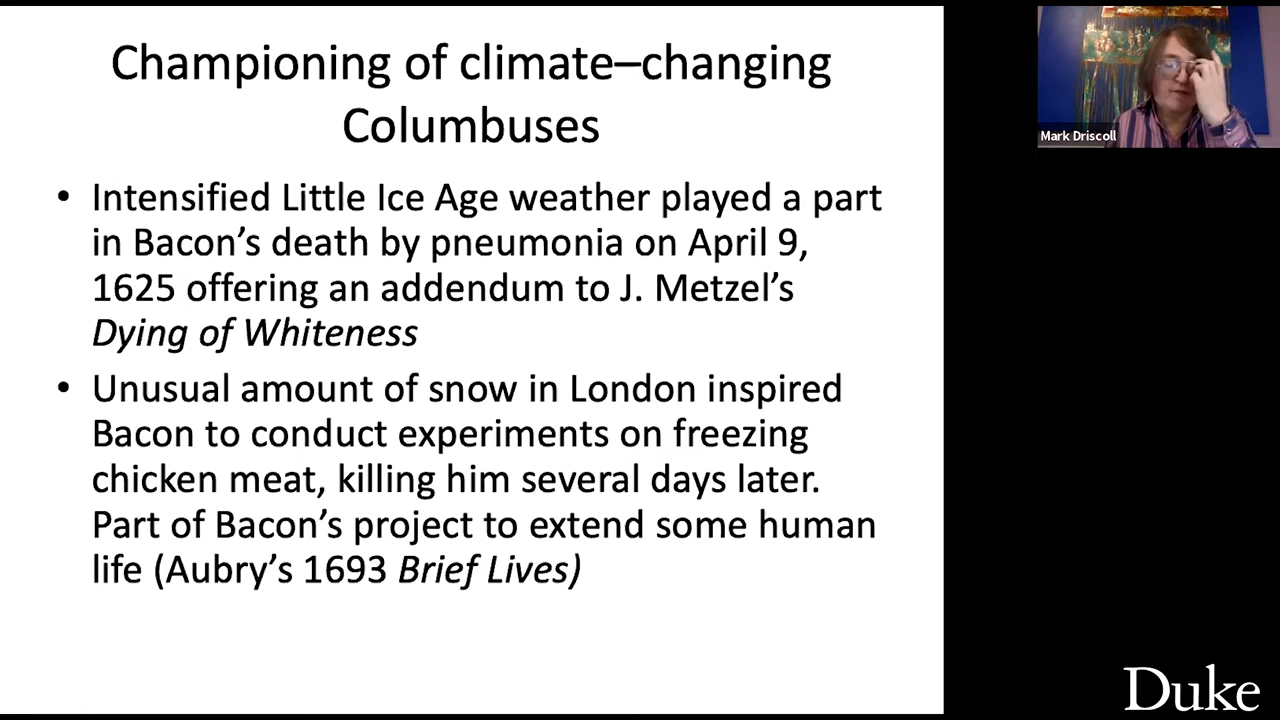 Championing of climate–changing
Columbuses
• Intensified Little Ice Age weather played a part
in Bacon’s death by pneumonia on April 9,
1625 offering an addendum to J. Metzel’s
Dying of Whiteness
• Unusual amount of snow in London inspired
Bacon to conduct experiments on freezing
chicken meat, killing him several days later.
Part of Bacon’s project to extend some human
life (Aubry’s 1693 Brief Lives)
Mark Driscoll
Duke